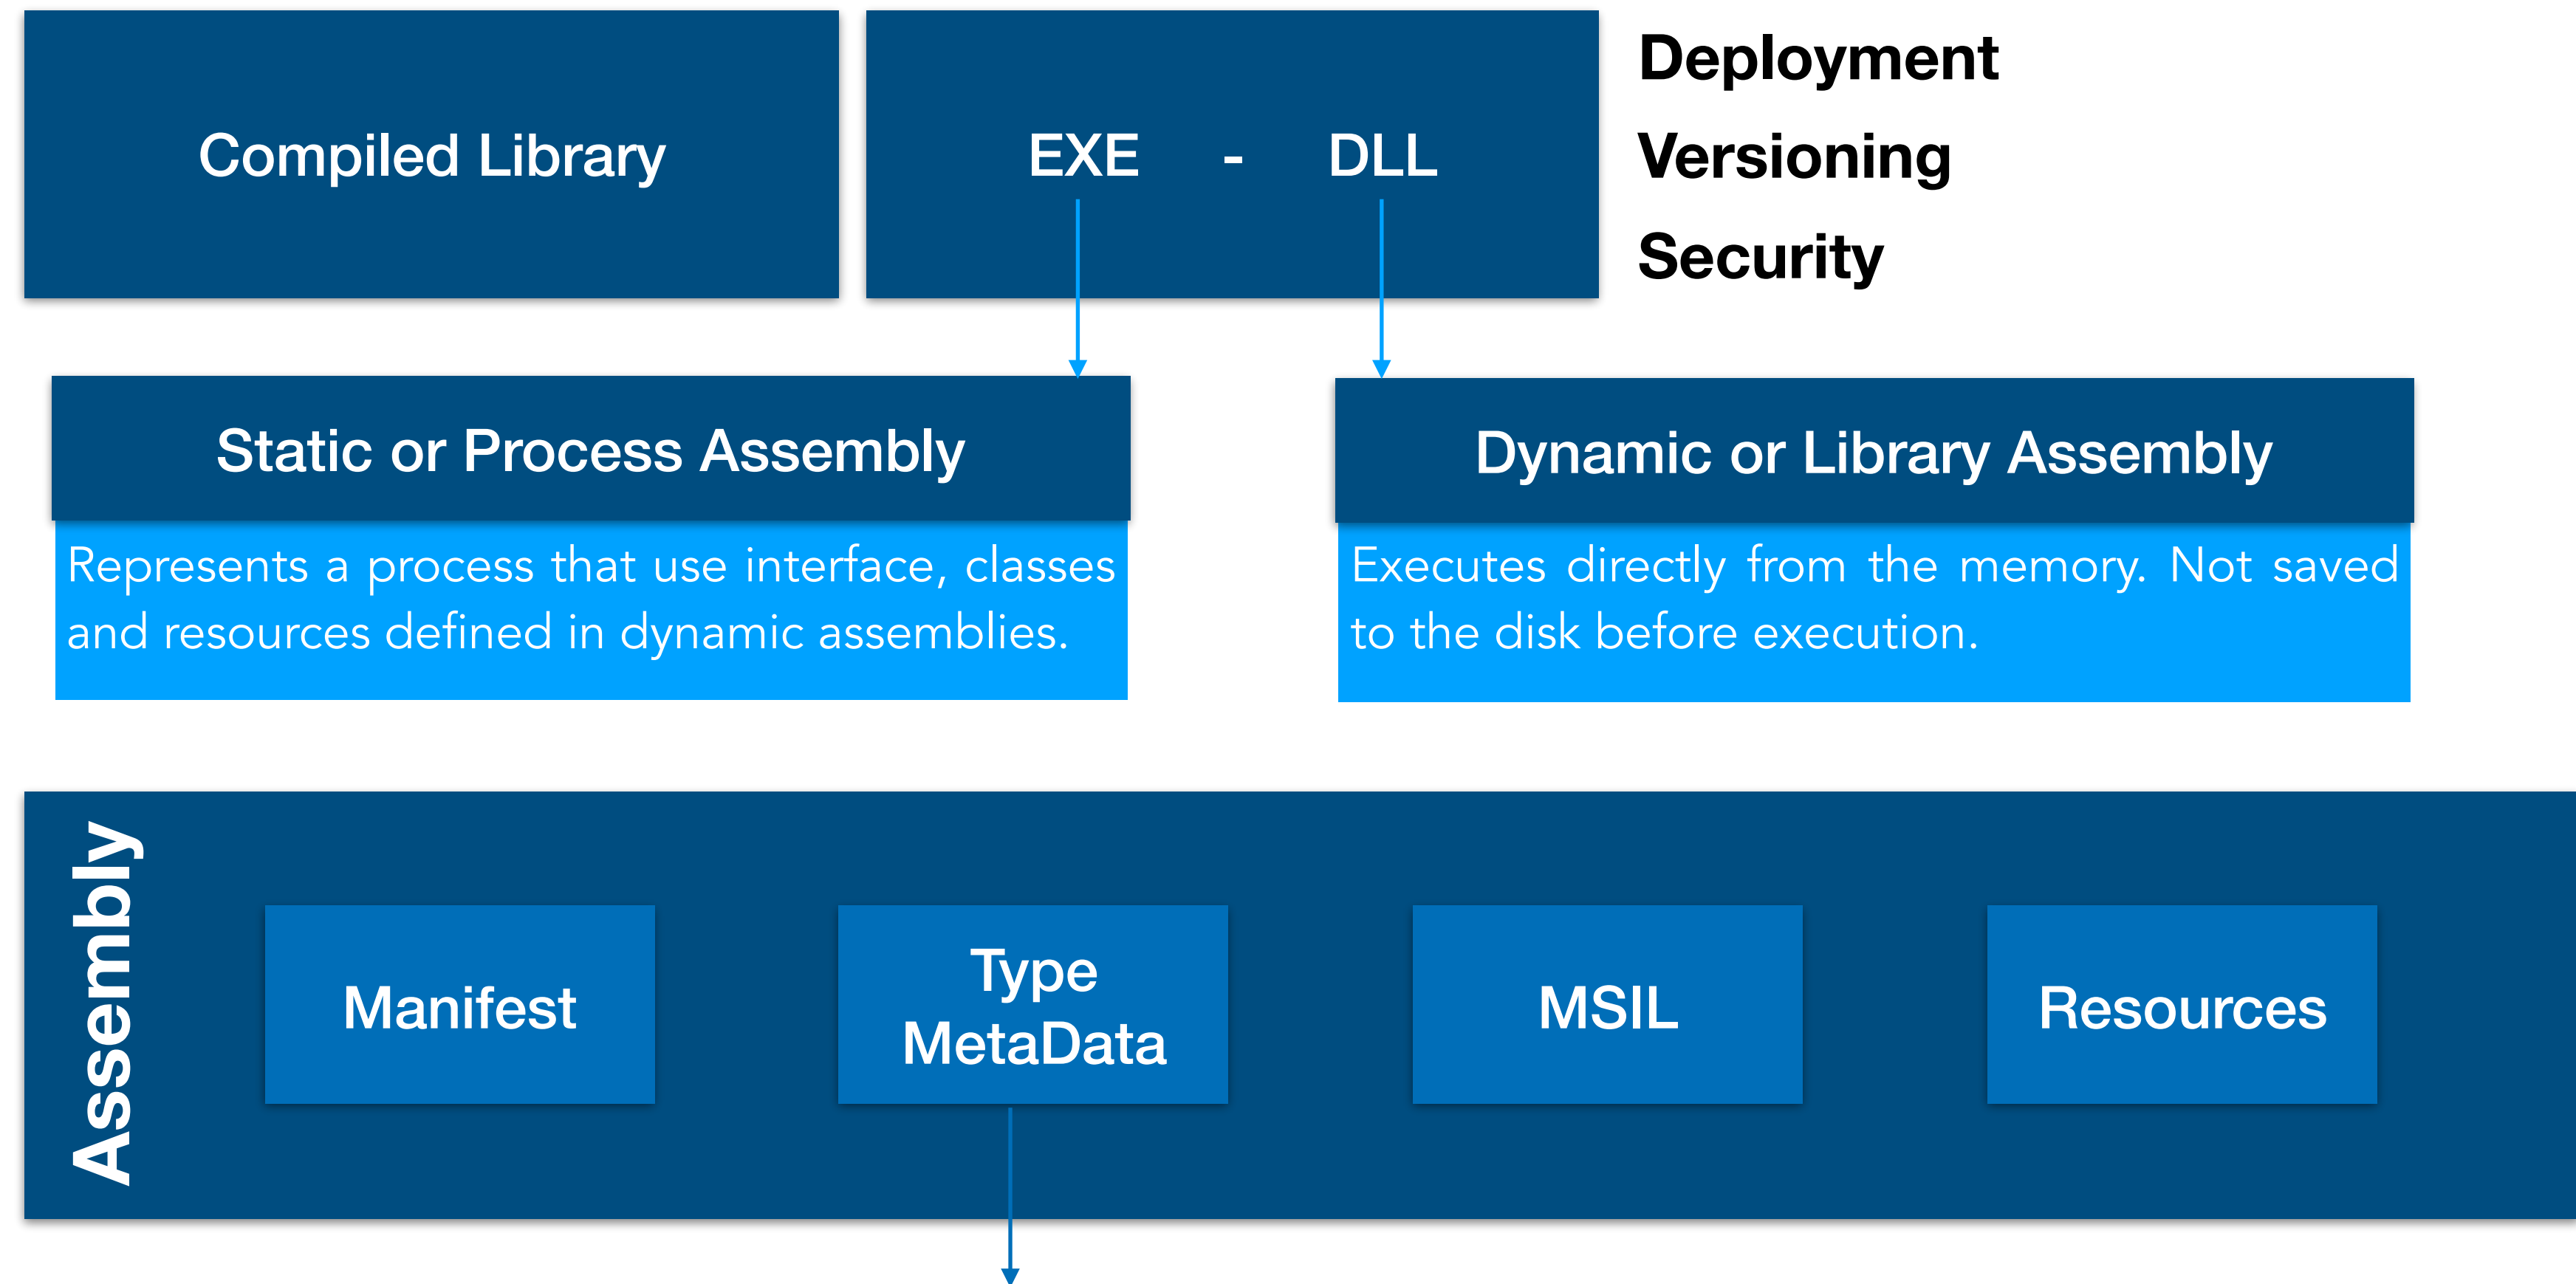 Compiled Library
EXE - DLL
Deployment
Versioning
Security
Static or Process Assembly
Represents a process that use interface, classes
and resources defined in dynamic assemblies.
Dynamic or Library Assembly
Executes directly from the memory. Not saved
to the disk before execution.
Assembly
Manifest
Type
MetaData
MSIL
Resources